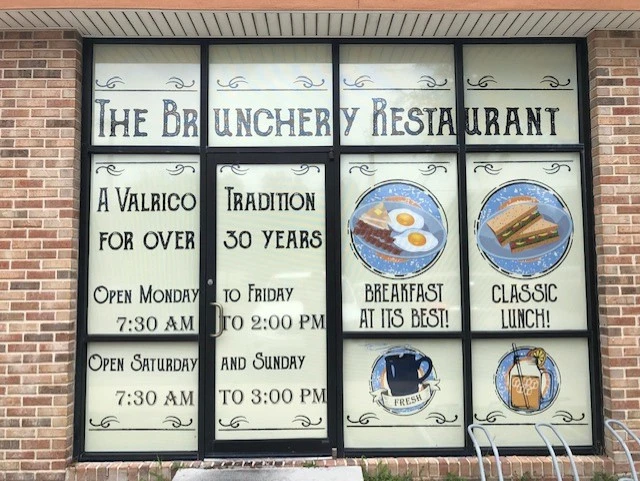 THE BRUNCHERY RESTAURANT
A VALRICO TRADITION
FOR OVER 30 YEARS
OPEN MONDAY TO FRIDAY
7:30 AM TO 2:00 PM
OPEN SATURDAY AND SUNDAY
7:30 AM TO 3:00 PM
BREAKFAST
AT ITS BEST!
CLASSIC
LUNCH!
FRESH